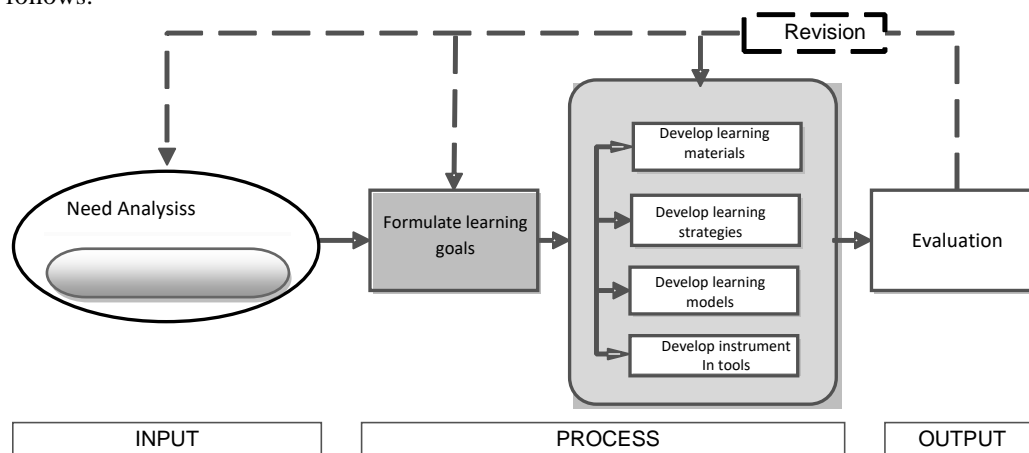 follows:
Revision
Need Analysiss
Formulate learning
goals
Develop learning
materials
Develop learning
strategies
Develop learning
models
Develop instrument
In tools
Evaluation
INPUT
PROCESS
OUTPUT